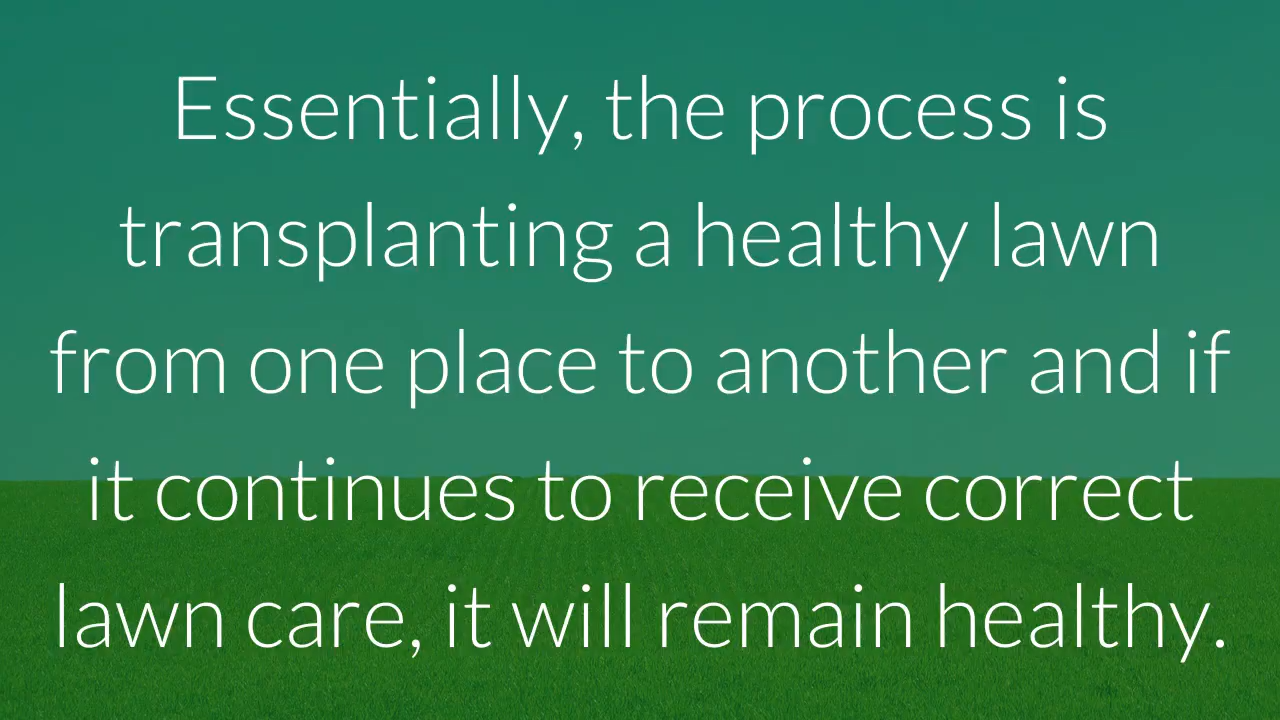 Essentially, the process is
transplanting a healthy lawn
from one place to another and if
it continues to receive correct
lawn care, it will remain healthy.